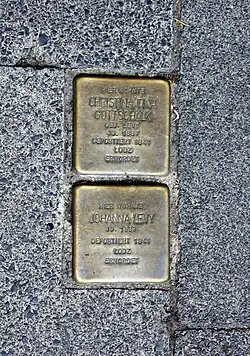 HIER WOHNTE
GOTTSCHALK
DEPORTIERT 1941
LODZ
ERMORDET
HIER WOHNTE
JOHANNA LEVY
DEPORTIERT 1941
LODZ
ERMORDET